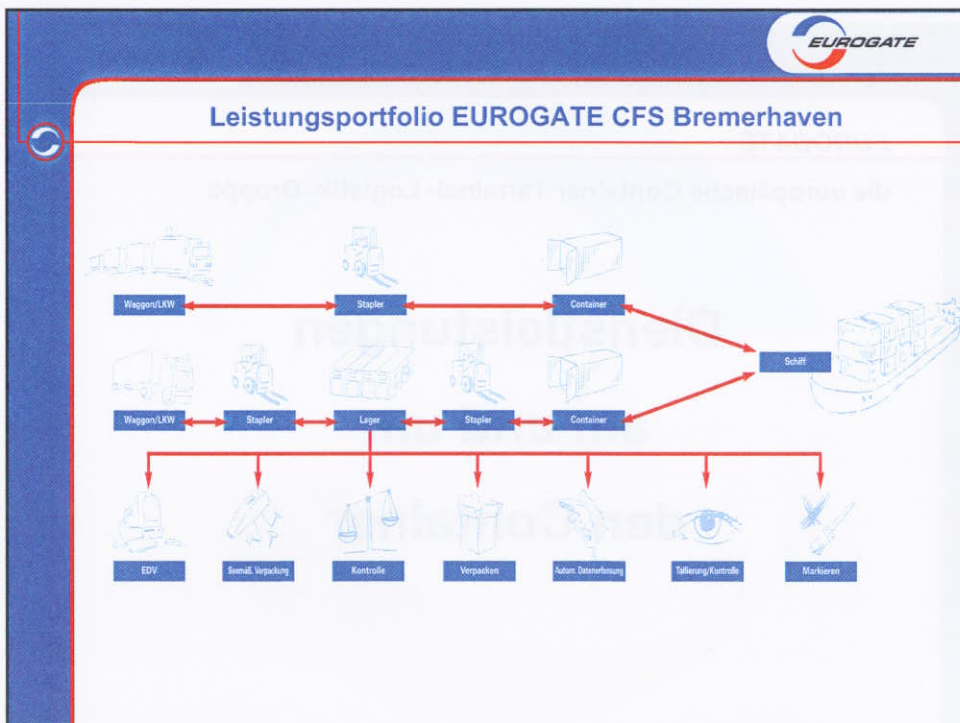 EUROGATE
Leistungsportfolio EUROGATE CFS Bremerhaven
Waggon/LKW
Stapler
Container
Schiff
Waggon/LKW
Stapler
Lager
Stapler
Container
EDV
Seemäß. Verpackung
Kontrolle
Verpacken
Autom. Datenerfassung
Tallierung/Kontrolle
Markieren